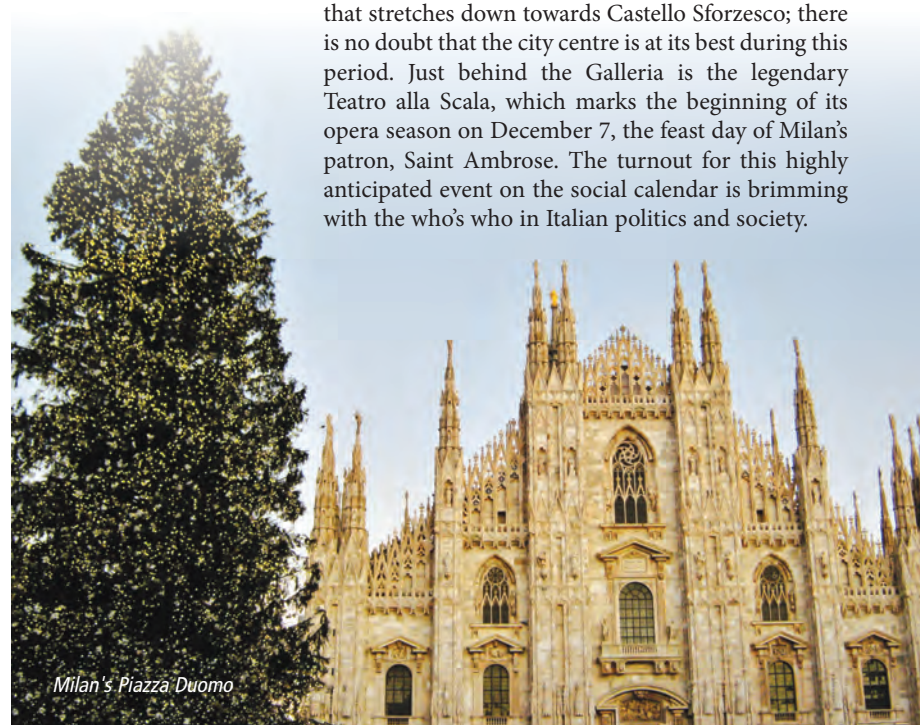 that stretches down towards Castello Sforzesco; there
is no doubt that the city centre is at its best during this
period. Just behind the Galleria is the legendary
Teatro alla Scala, which marks the beginning of its
opera season on December 7, the feast day of Milan's
patron, Saint Ambrose. The turnout for this highly
anticipated event on the social calendar is brimming
with the who's who in Italian politics and society.
Milan's Piazza Duomo